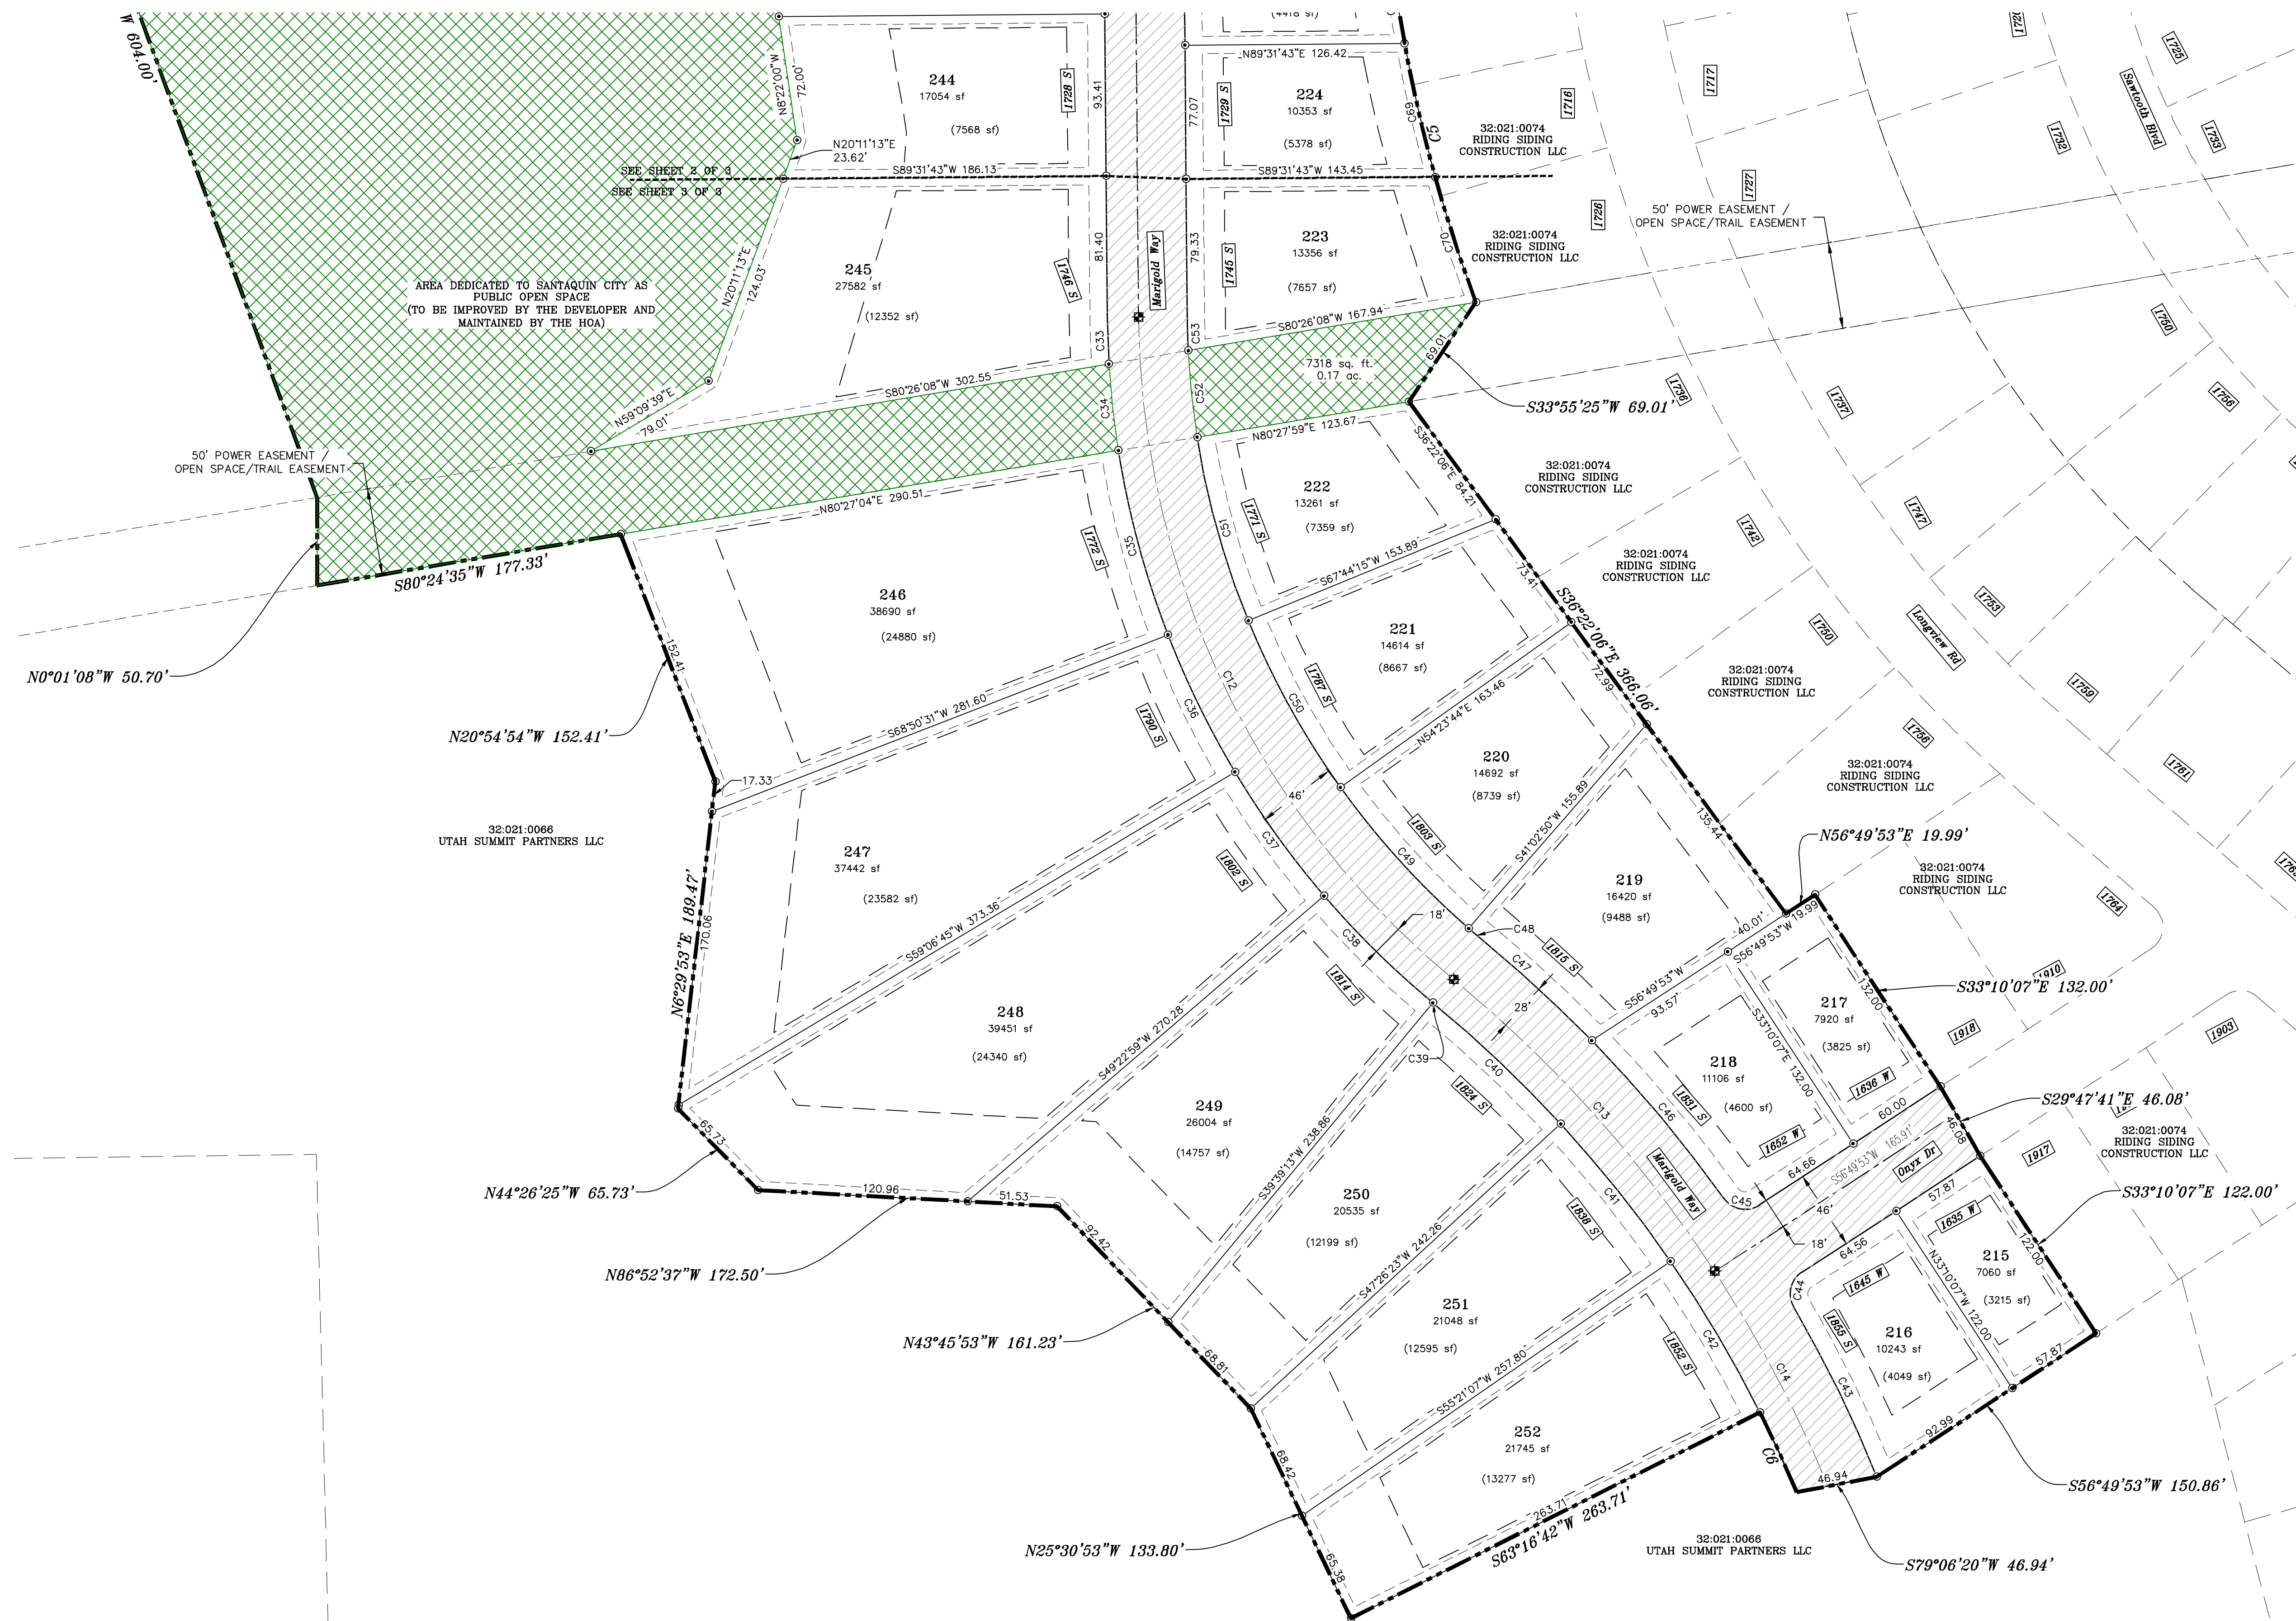 W 604.00'
N8°22'00"W
72.00'
244
17054 sf
(7568 sf)
1728 S
93.41
77.07
(4418 sf)
N89°31'43"E 126.42
1729 S
224
10353 sf
(5378 sf)
C69
C5
32:021:0074
RIDING SIDING
CONSTRUCTION LLC
1716
1717
1732
Sawtooth Blvd
1725
1733
N20°11'13"E
23.62'
SEE SHEET 2 OF 3
SEE SHEET 3 OF 3
S89°31'43"W 186.13
S89°31'43"W 143.45
1727
1726
50' POWER EASEMENT /
OPEN SPACE/TRAIL EASEMENT
AREA DEDICATED TO SANTAQUIN CITY AS
PUBLIC OPEN SPACE
(TO BE IMPROVED BY THE DEVELOPER AND
MAINTAINED BY THE HOA)
N20°11'13"E
124.03'
245
27582 sf
(12352 sf)
1746 S
81.40
Marigold Way
79.33
1745 S
223
13356 sf
(7657 sf)
C70
32:021:0074
RIDING SIDING
CONSTRUCTION LLC
C33
C53
S80°26'08"W 167.94
1750
N59°09'39"E
79.01'
S80°26'08"W 302.55
C34
C52
7318 sq. ft.
0.17 ac.
69.01
S33°55'25"W 69.01'
1736
1737
1756
50' POWER EASEMENT /
OPEN SPACE/TRAIL EASEMENT
N80°27'59"E 123.67
S36°22'06"E 84.21
32:021:0074
RIDING SIDING
CONSTRUCTION LLC
N80°27'04"E 290.51
S80°24'35"W 177.33'
1772 S
C35
C51
1771 S
222
13261 sf
(7359 sf)
S67°44'15"W 153.89
1742
1747
32:021:0074
RIDING SIDING
CONSTRUCTION LLC
73.41
246
38690 sf
(24880 sf)
152.41
N0°01'08"W 50.70'
N20°54'54"W 152.41'
221
14614 sf
(8667 sf)
S36°22'06"E 366.06'
72.99
1750
1753
Longview Rd
32:021:0074
RIDING SIDING
CONSTRUCTION LLC
1759
S68°50'31"W 281.60
C12
C36
1790 S
1787 S
C50
N54°23'44"E 163.46
17.33
46'
220
14692 sf
(8739 sf)
1756
1761
32:021:0074
RIDING SIDING
CONSTRUCTION LLC
32:021:0066
UTAH SUMMIT PARTNERS LLC
247
37442 sf
(23582 sf)
C37
1802 S
C49
1803 S
S41°02'50"W 155.89
135.44
N56°49'53"E 19.99'
219
16420 sf
(9488 sf)
32:021:0074
RIDING SIDING
CONSTRUCTION LLC
1764
N6°29'53"E 189.47'
170.06
S59°06'45"W 373.36
C38
18'
C48
40.01'
S56°49'53"W 19.99
1815 S
C47
S56°49'53"W
93.57'
1910
132.00
S33°10'07"E 132.00'
1814 S
28'
248
39451 sf
(24340 sf)
S49°22'59"W 270.28
C39
C40
217
7920 sf
(3825 sf)
1918
1903
218
11106 sf
(4600 sf)
S33°10'07"E 132.00
1636 W
1824 S
C13
C46
1831 S
60.00
S29°47'41"E 46.08'
249
26004 sf
(14757 sf)
65.73
S39°39'13"W 238.86
1652 W
S56°49'53"W 165.91'
Onyx Dr
46.08
1917
32:021:0074
RIDING SIDING
CONSTRUCTION LLC
Marigold Way
64.66
C45
N44°26'25"W 65.73'
120.96
51.53
250
20535 sf
(12199 sf)
C41
1838 S
46'
18'
57.87
1635 W
S33°10'07"E 122.00'
92.42
N86°52'37"W 172.50'
S47°26'23"W 242.26
64.56
C44
1645 W
N33°10'07"W 122.00
215
7060 sf
(3215 sf)
122.00
N43°45'53"W 161.23'
68.81
251
21048 sf
(12595 sf)
C42
1852 S
1855 S
216
10243 sf
(4049 sf)
57.87
C14
C43
S55°21'07"W 257.80
252
21745 sf
(13277 sf)
68.42
C6
92.99
46.94
S56°49'53"W 150.86'
263.71
S63°16'42"W 263.71'
N25°30'53"W 133.80'
65.38
32:021:0066
UTAH SUMMIT PARTNERS LLC
S79°06'20"W 46.94'